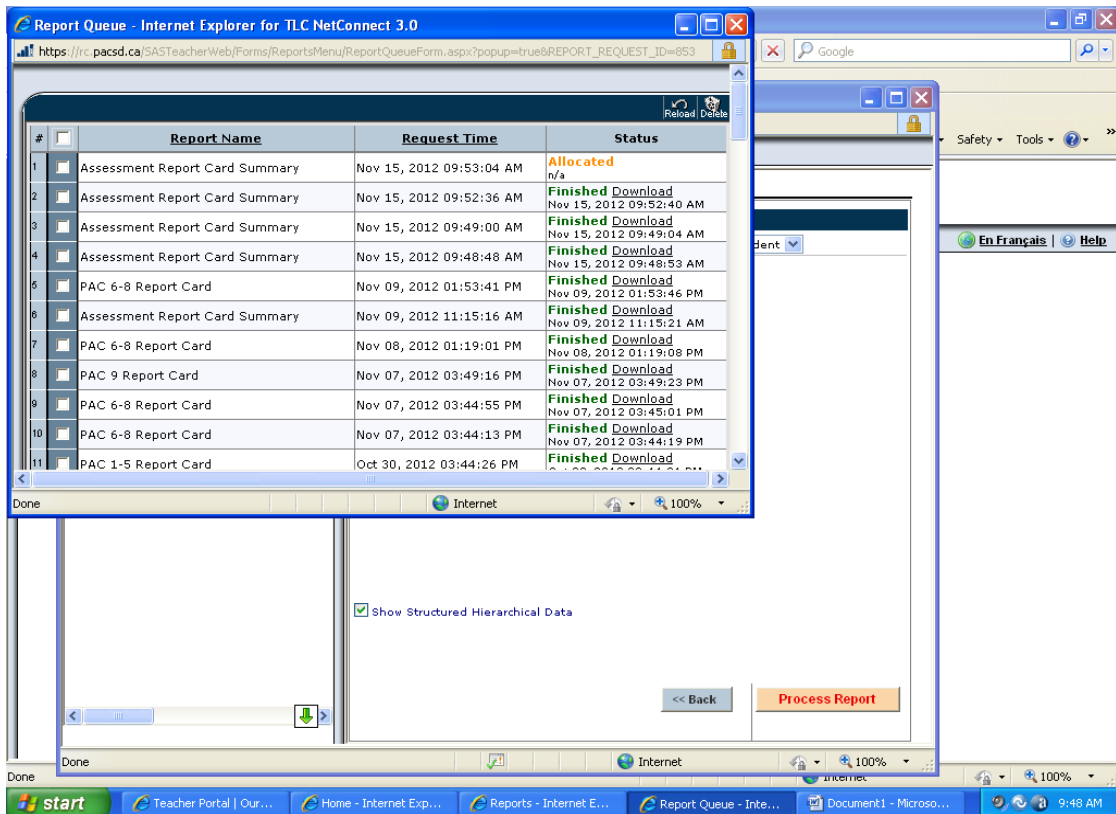 Report Queue - Internet Explorer for TLC NetConnect 3.0
https://rc.pacsd.ca/SASTeacherWeb/Forms/ReportsMenu/ReportQueueForm.aspx?popup=true&REPORT_REQUEST_ID=853
Google
Reload Delete
Safety Tools »
# Report Name Request Time Status
1 Assessment Report Card Summary Nov 15, 2012 09:53:04 AM Allocated
n/a
2 Assessment Report Card Summary Nov 15, 2012 09:52:36 AM Finished Download
Nov 15, 2012 09:52:40 AM
3 Assessment Report Card Summary Nov 15, 2012 09:49:00 AM Finished Download
Nov 15, 2012 09:49:04 AM
dent
En Français | Help
4 Assessment Report Card Summary Nov 15, 2012 09:48:48 AM Finished Download
Nov 15, 2012 09:48:53 AM
5 PAC 6-8 Report Card Nov 09, 2012 01:53:41 PM Finished Download
Nov 09, 2012 01:53:46 PM
6 Assessment Report Card Summary Nov 09, 2012 11:15:16 AM Finished Download
Nov 09, 2012 11:15:21 AM
7 PAC 6-8 Report Card Nov 08, 2012 01:19:01 PM Finished Download
Nov 08, 2012 01:19:08 PM
8 PAC 9 Report Card Nov 07, 2012 03:49:16 PM Finished Download
Nov 07, 2012 03:49:23 PM
9 PAC 6-8 Report Card Nov 07, 2012 03:44:55 PM Finished Download
Nov 07, 2012 03:45:01 PM
10 PAC 6-8 Report Card Nov 07, 2012 03:44:13 PM Finished Download
Nov 07, 2012 03:44:19 PM
11 PAC 1-5 Report Card Oct 30, 2012 03:44:26 PM Finished Download
Done Internet 100%
Show Structured Hierarchical Data
<< Back Process Report
Done Internet 100%
Done Internet 100%
start Teacher Portal | Our... Home - Internet Exp... Reports - Internet E... Report Queue - Inte... Document1 - Microso... 9:48 AM